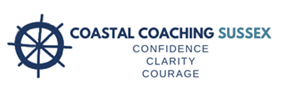 COASTAL COACHING SUSSEX
CONFIDENCE
CLARITY
COURAGE